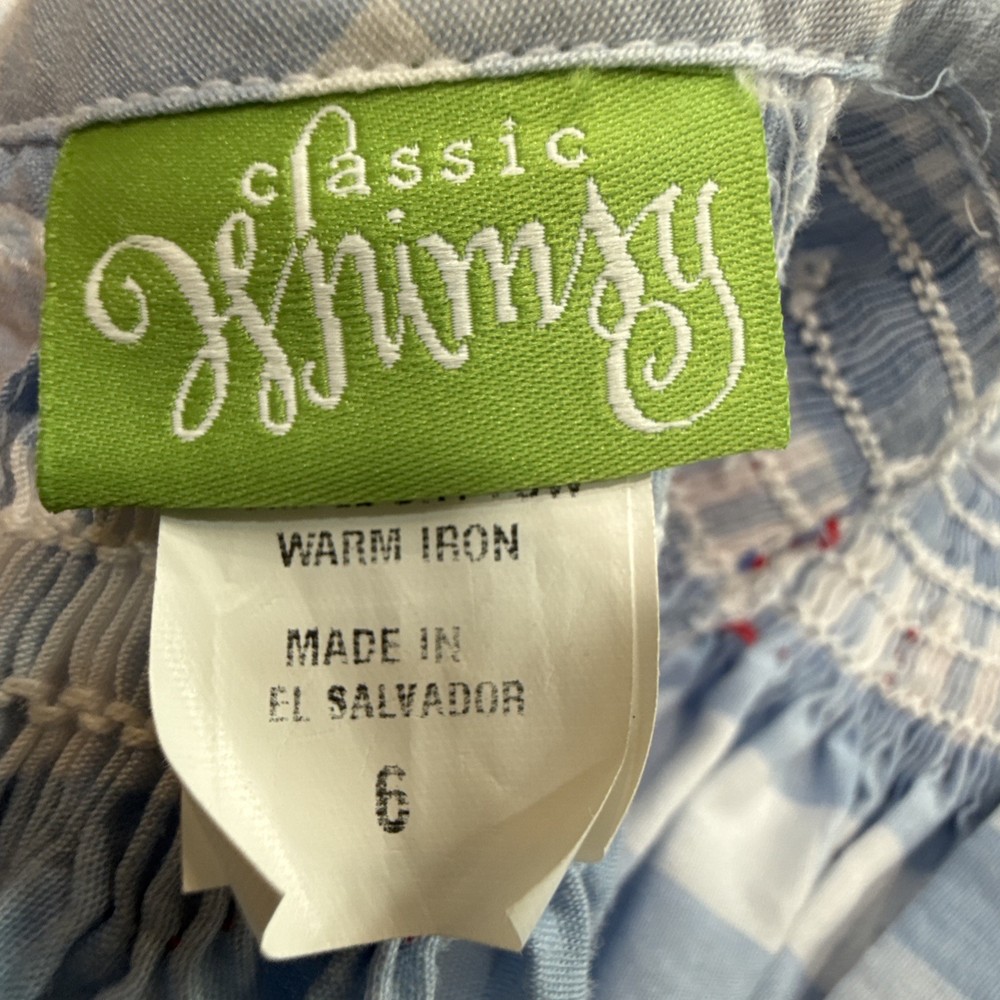 classic
Whimsy
WARM IRON
MADE IN
EL SALVADOR
6